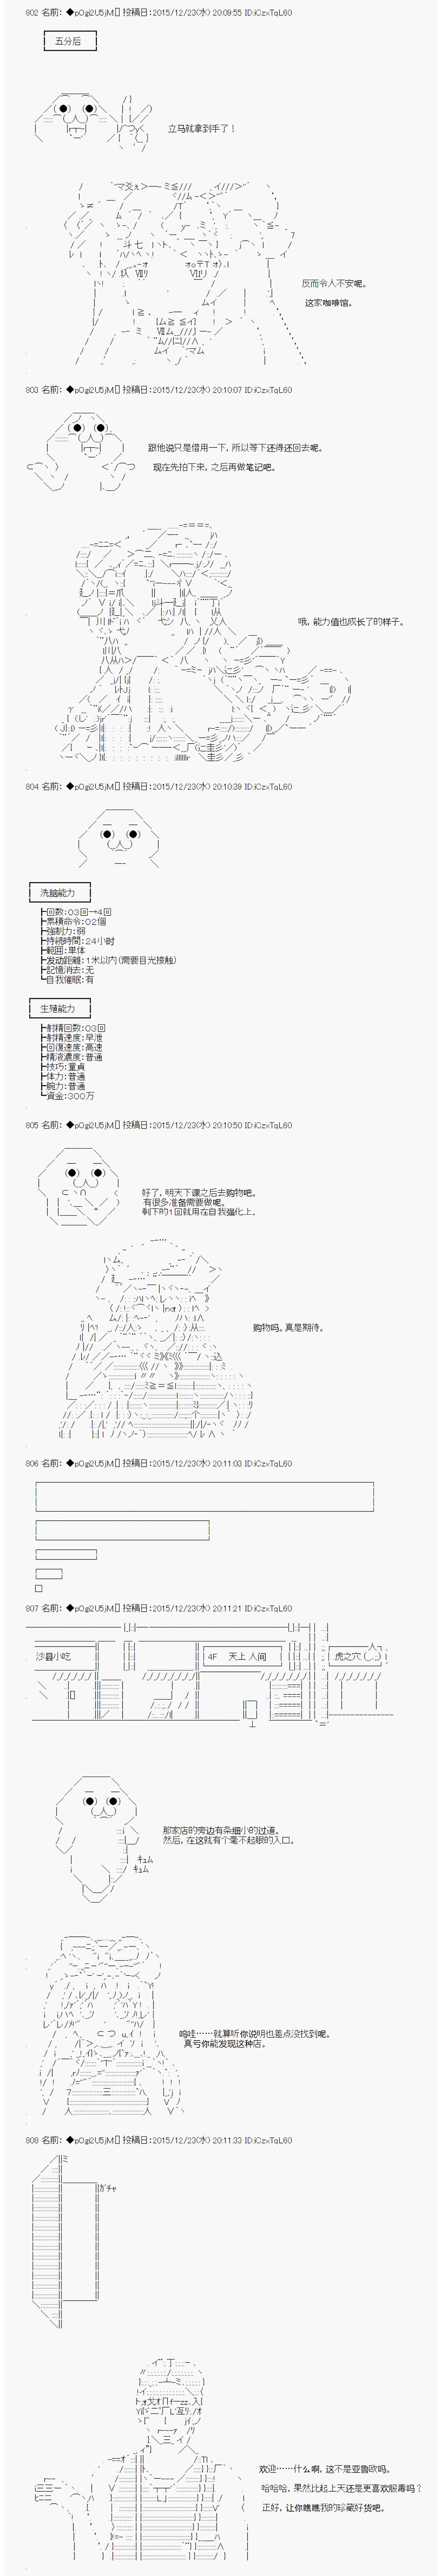 802 名前: ◆pOgi2U5jM 投稿日:2015/12/23(水) 20:09:55 ID:iCzxTqL60
五分后
立马就拿到手了！
反而令人不安呢。
这家咖啡馆。
803 名前: ◆pOgi2U5jM 投稿日:2015/12/23(水) 20:10:07 ID:iCzxTqL60
跟他说只是借用一下，所以等下还得还回去呢。
现在先拍下来，之后再做笔记吧。
哦，能力值也成长了的样子。
804 名前: ◆pOgi2U5jM 投稿日:2015/12/23(水) 20:10:39 ID:iCzxTqL60
洗脑能力
回数:03回→4回
累積命令:02個
強制力:弱
持続時間:24小时
範囲:单体
发动距離:1米以内(需要目光接触)
記憶消去:无
自我催眠:有
生殖能力
射精回数:03回
射精速度:早泄
回復速度:高速
精液濃度:普通
技巧:童貞
体力:普通
腕力:普通
資金:300万
805 名前: ◆pOgi2U5jM 投稿日:2015/12/23(水) 20:10:50 ID:iCzxTqL60
好了，明天下课之后去购物吧。
有很多准备需要做呢。
剩下的1回就用在自我强化上。
购物吗，真是期待。
806 名前: ◆pOgi2U5jM 投稿日:2015/12/23(水) 20:11:03 ID:iCzxTqL60
807 名前: ◆pOgi2U5jM 投稿日:2015/12/23(水) 20:11:21 ID:iCzxTqL60
沙县小吃
4F 天上 人间
虎之穴
那家店的旁边有条细小的过道。
然后，在这就有个毫不起眼的入口。
ｷｭﾑ
ｷｭﾑ
呜哇……就算听你说明也差点没找到呢。
真亏你能发现这种店。
808 名前: ◆pOgi2U5jM 投稿日:2015/12/23(水) 20:11:33 ID:iCzxTqL60
ｶﾞﾁｬ
欢迎……什么啊，这不是亚鲁欧吗。
哈哈哈，果然比起上天还是更喜欢服毒吗？
正好，让你瞧瞧我的珍藏好货吧。